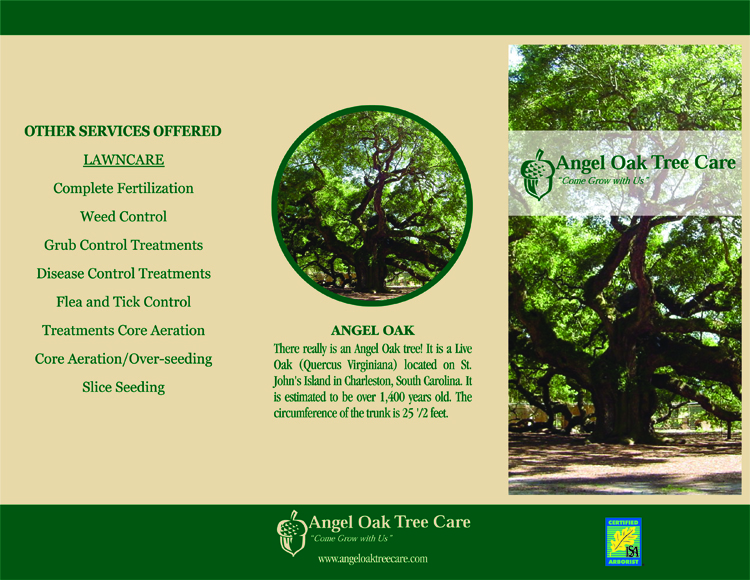 OTHER SERVICES OFFERED
LAWNCARE
Complete Fertilization
Weed Control
Grub Control Treatments
Disease Control Treatments
Flea and Tick Control
Treatments Core Aeration
Core Aeration/Over-seeding
Slice Seeding
ANGEL OAK
There really is an Angel Oak tree! It is a Live
Oak (Quercus Virginiana) located on St.
John's Island in Charleston, South Carolina. It
is estimated to be over 1,400 years old. The
circumference of the trunk is 25 '/2 feet.
Angel Oak Tree Care
"Come Grow with Us"
Angel Oak Tree Care
"Come Grow with Us"
www.angeloaktreecare.com
CERTIFIED
ISA
ARBORIST